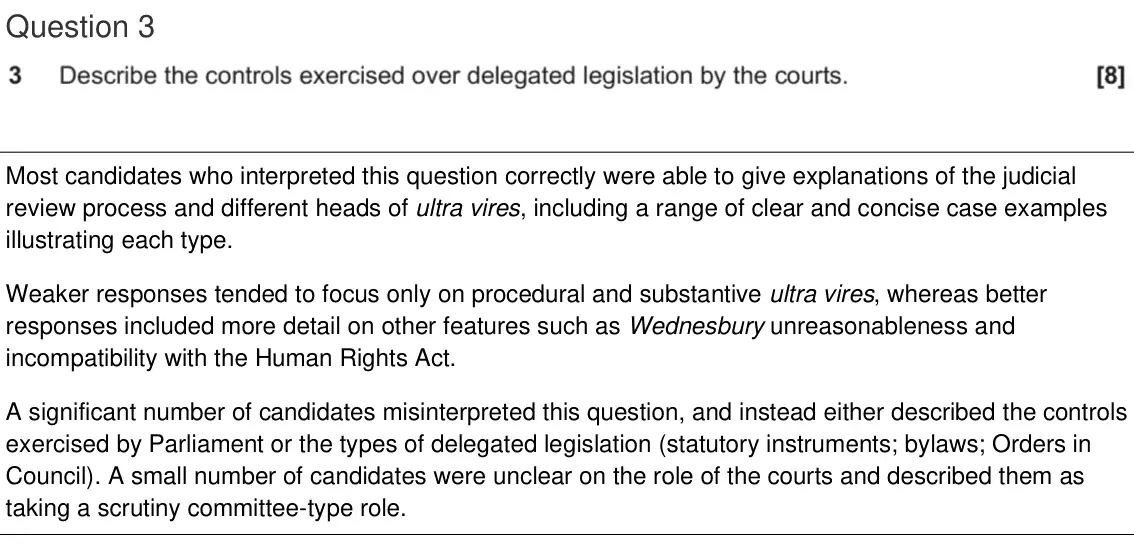 Question 3
3 Describe the controls exercised over delegated legislation by the courts. [8]
Most candidates who interpreted this question correctly were able to give explanations of the judicial
review process and different heads of ultra vires, including a range of clear and concise case examples
illustrating each type.
Weaker responses tended to focus only on procedural and substantive ultra vires, whereas better
responses included more detail on other features such as Wednesbury unreasonableness and
incompatibility with the Human Rights Act.
A significant number of candidates misinterpreted this question, and instead either described the controls
exercised by Parliament or the types of delegated legislation (statutory instruments; bylaws; Orders in
Council). A small number of candidates were unclear on the role of the courts and described them as
taking a scrutiny committee-type role.